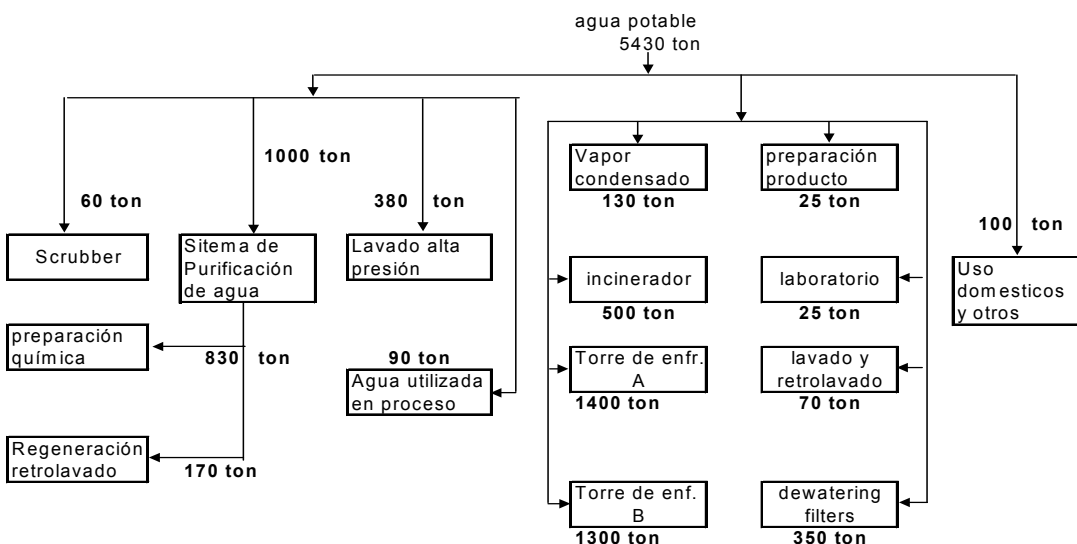 agua potable
5430 ton
1000 ton
60 ton
380 ton
Scrubber
Sitema de
Purificación
de agua
Lavado alta
presión
preparación
química
830 ton
90 ton
Agua utilizada
en proceso
Regeneración
retrolavado
170 ton
Vapor
condensado
130 ton
preparación
producto
25 ton
incinerador
500 ton
laboratorio
25 ton
Torre de enfr.
A
1400 ton
lavado y
retrolavado
70 ton
Torre de enf.
B
1300 ton
dewatering
filters
350 ton
100 ton
Uso
domesticos
y otros